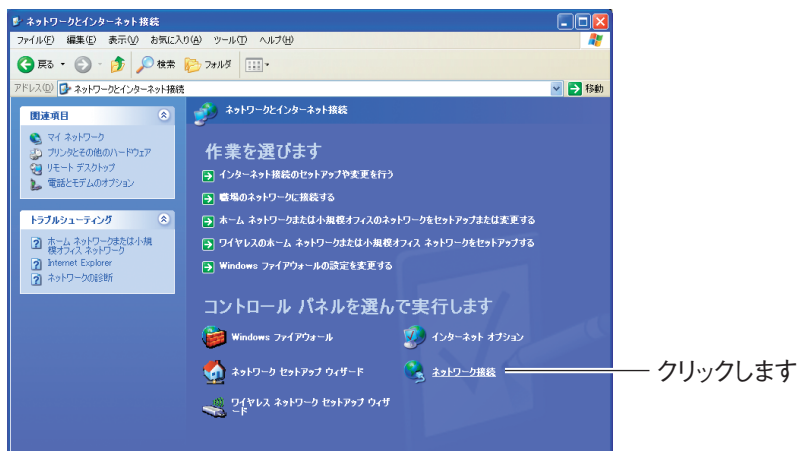 ネットワークとインターネット接続
ファイル(F) 編集(E) 表示(V) お気に入り(A) ツール(T) ヘルプ(H)
戻る 検索 フォルダ
アドレス(D) ネットワークとインターネット接続 移動
関連項目
マイ ネットワーク
プリンタとその他のハードウェア
リモート デスクトップ
電話とモデムのオプション
トラブルシューティング
ホーム ネットワークまたは小規
模オフィス ネットワーク
Internet Explorer
ネットワークの診断
ネットワークとインターネット接続
作業を選びます
インターネット接続のセットアップや変更を行う
職場のネットワークに接続する
ホーム ネットワークまたは小規模オフィスのネットワークをセットアップまたは変更する
ワイヤレスのホーム ネットワークまたは小規模オフィス ネットワークをセットアップする
Windows ファイアウォールの設定を変更する
コントロール パネルを選んで実行します
Windows ファイアウォール
インターネット オプション
ネットワーク セットアップ ウィザード
ネットワーク接続
ワイヤレス ネットワーク セットアップ ウィザ
ード
クリックします